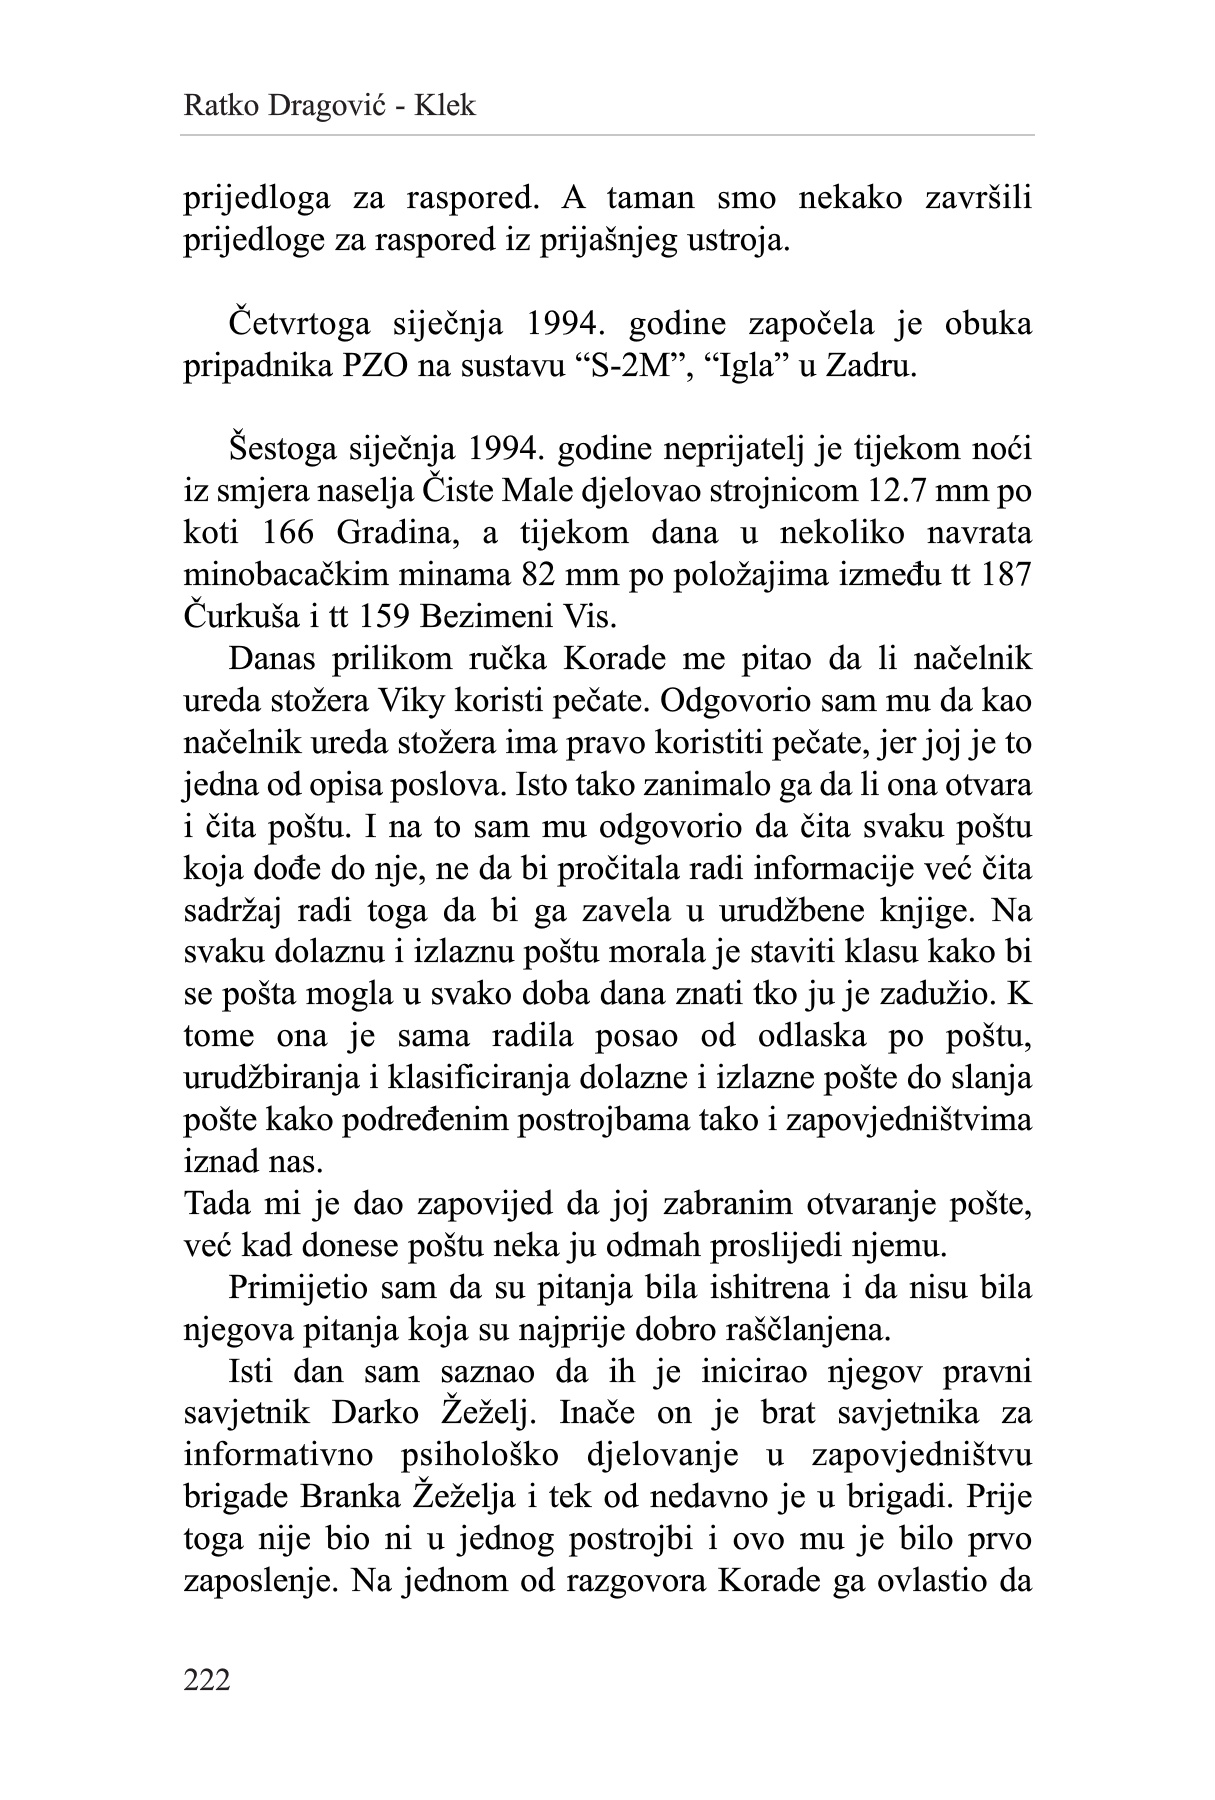 Ratko Dragović - Klek
prijedloga za raspored. A taman smo nekako završili
prijedloge za raspored iz prijašnjeg ustroja.
Četvrtoga siječnja 1994. godine započela je obuka
pripadnika PZO na sustavu “S-2M”, “Igla” u Zadru.
Šestoga siječnja 1994. godine neprijatelj je tijekom noći
iz smjera naselja Čiste Male djelovao strojnicom 12.7 mm po
koti 166 Gradina, a tijekom dana u nekoliko navrata
minobacačkim minama 82 mm po položajima između tt 187
Čurkuša i tt 159 Bezimeni Vis.
Danas prilikom ručka Korade me pitao da li načelnik
ureda stožera Viky koristi pečate. Odgovorio sam mu da kao
načelnik ureda stožera ima pravo koristiti pečate, jer joj je to
jedna od opisa poslova. Isto tako zanimalo ga da li ona otvara
i čita poštu. I na to sam mu odgovorio da čita svaku poštu
koja dođe do nje, ne da bi pročitala radi informacije već čita
sadržaj radi toga da bi ga zavela u urudžbene knjige. Na
svaku dolaznu i izlaznu poštu morala je staviti klasu kako bi
se pošta mogla u svako doba dana znati tko ju je zadužio. K
tome ona je sama radila posao od odlaska po poštu,
urudžbiranja i klasificiranja dolazne i izlazne pošte do slanja
pošte kako podređenim postrojbama tako i zapovjedništvima
iznad nas.
Tada mi je dao zapovijed da joj zabranim otvaranje pošte,
već kad donese poštu neka ju odmah proslijedi njemu.
Primijetio sam da su pitanja bila ishitrena i da nisu bila
njegova pitanja koja su najprije dobro raščlanjena.
Isti dan sam saznao da ih je inicirao njegov pravni
savjetnik Darko Žeželj. Inače on je brat savjetnika za
informativno psihološko djelovanje u zapovjedništvu
brigade Branka Žeželja i tek od nedavno je u brigadi. Prije
toga nije bio ni u jednog postrojbi i ovo mu je bilo prvo
zaposlenje. Na jednom od razgovora Korade ga ovlastio da
222